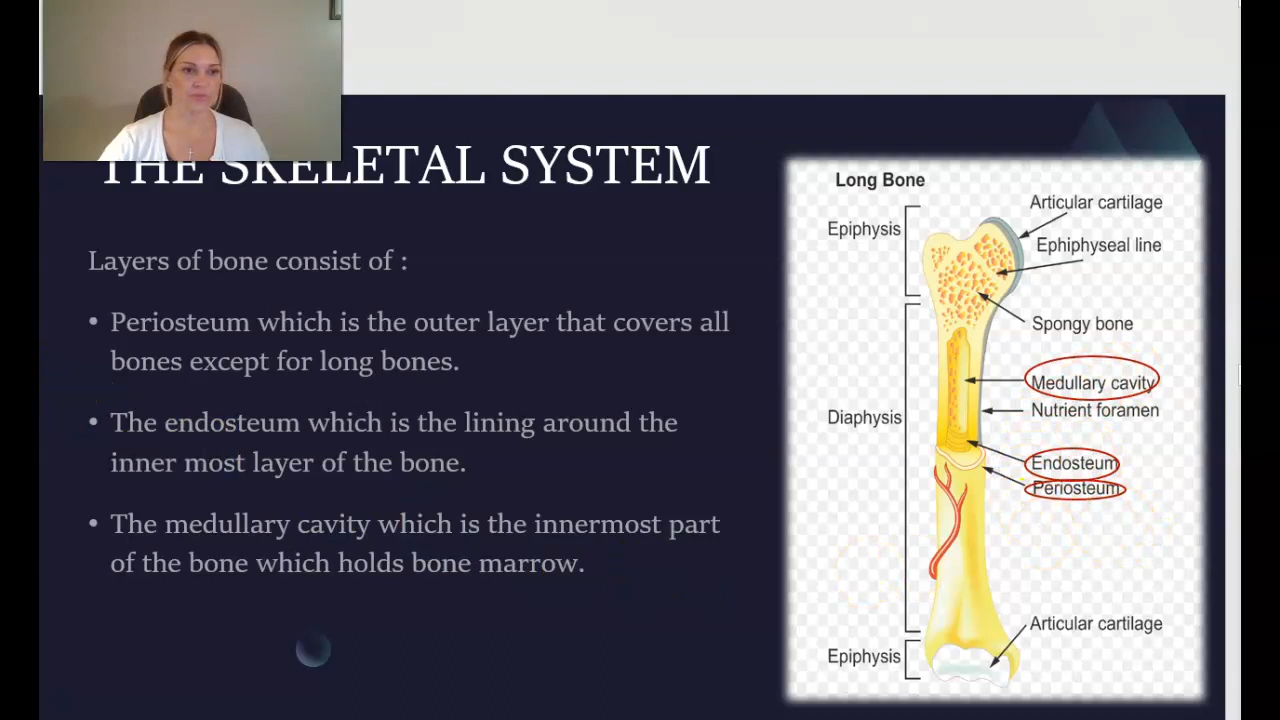 THE SKELETAL SYSTEM
Layers of bone consist of :
• Periosteum which is the outer layer that covers all
bones except for long bones.
• The endosteum which is the lining around the
inner most layer of the bone.
• The medullary cavity which is the innermost part
of the bone which holds bone marrow.
Long Bone
Articular cartilage
Epiphysis
Ephiphyseal line
Spongy bone
Medullary cavity
Nutrient foramen
Diaphysis
Endosteum
Periosteum
Articular cartilage
Epiphysis